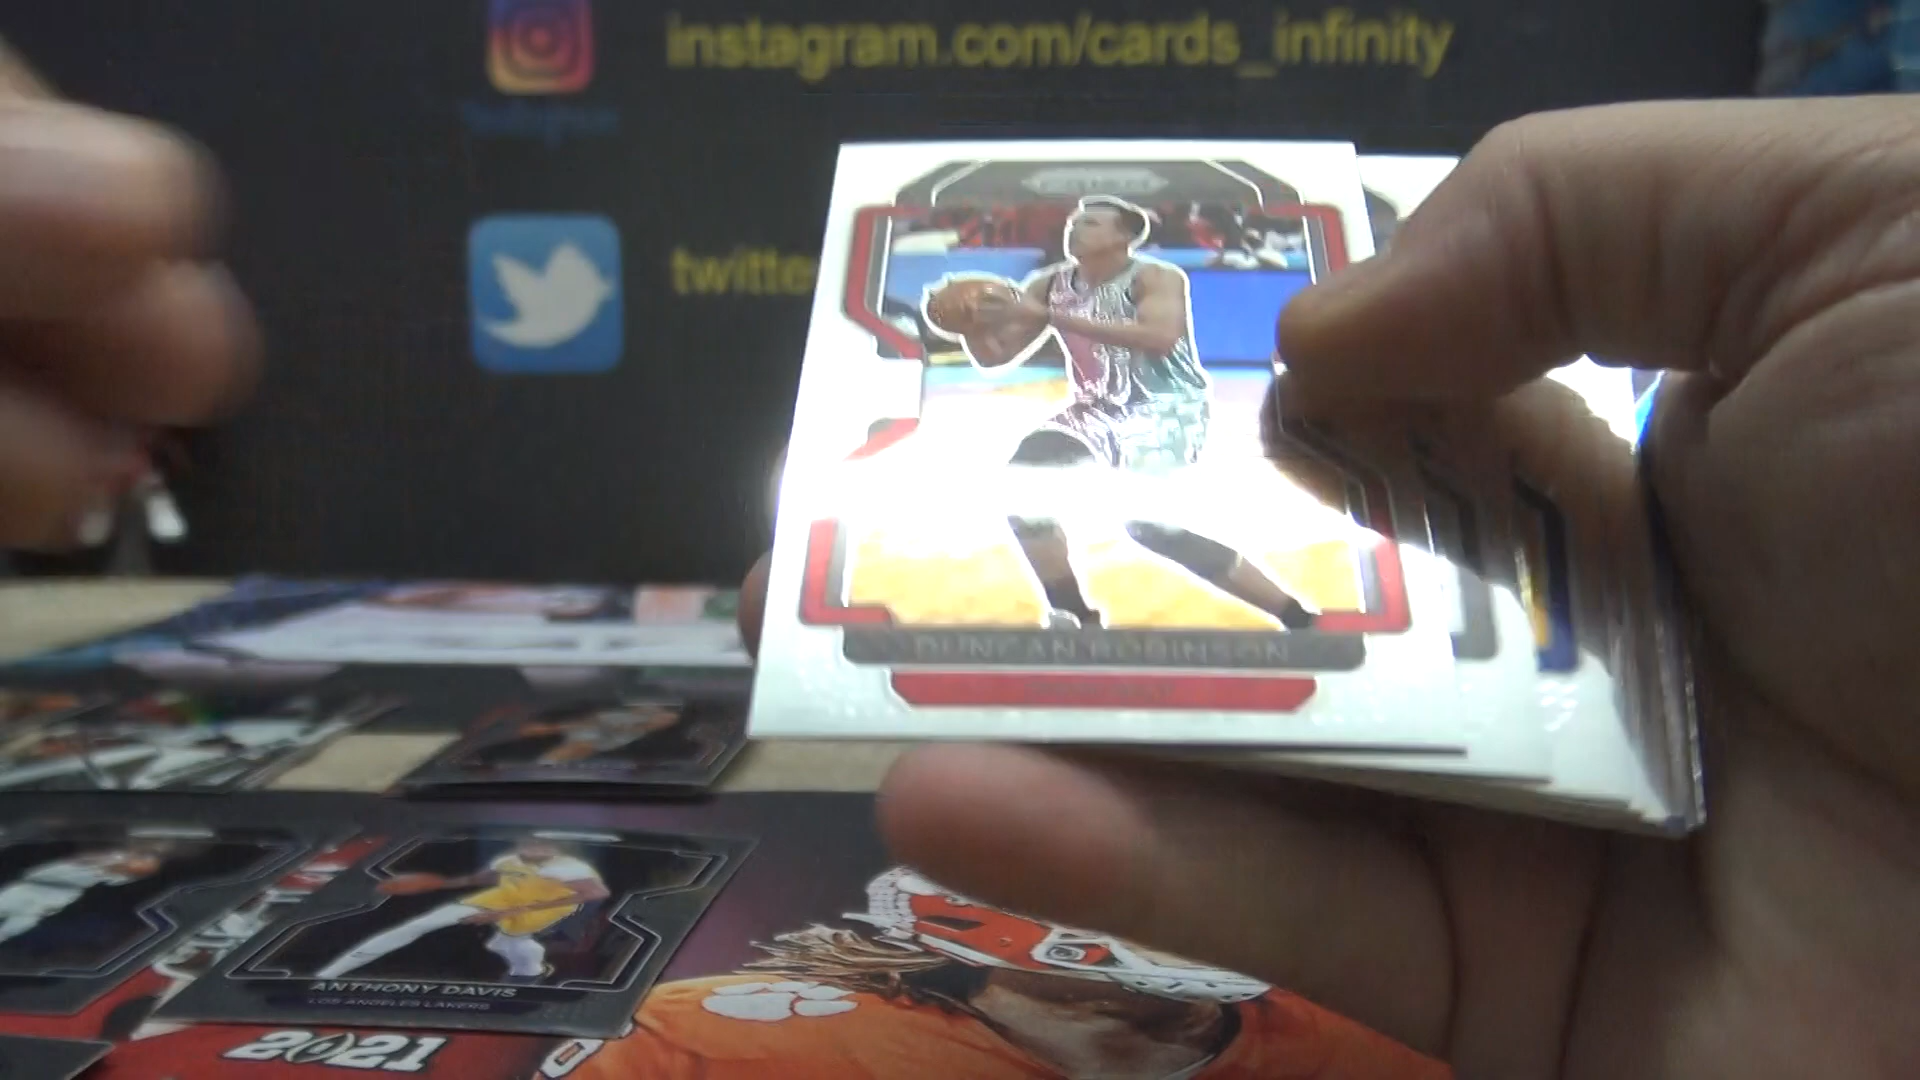 instagram.com/cards_infinity
twitte
DUNCAN ROBINSON
ANTHONY DAVIS
LOS ANGELES LAKERS
2021